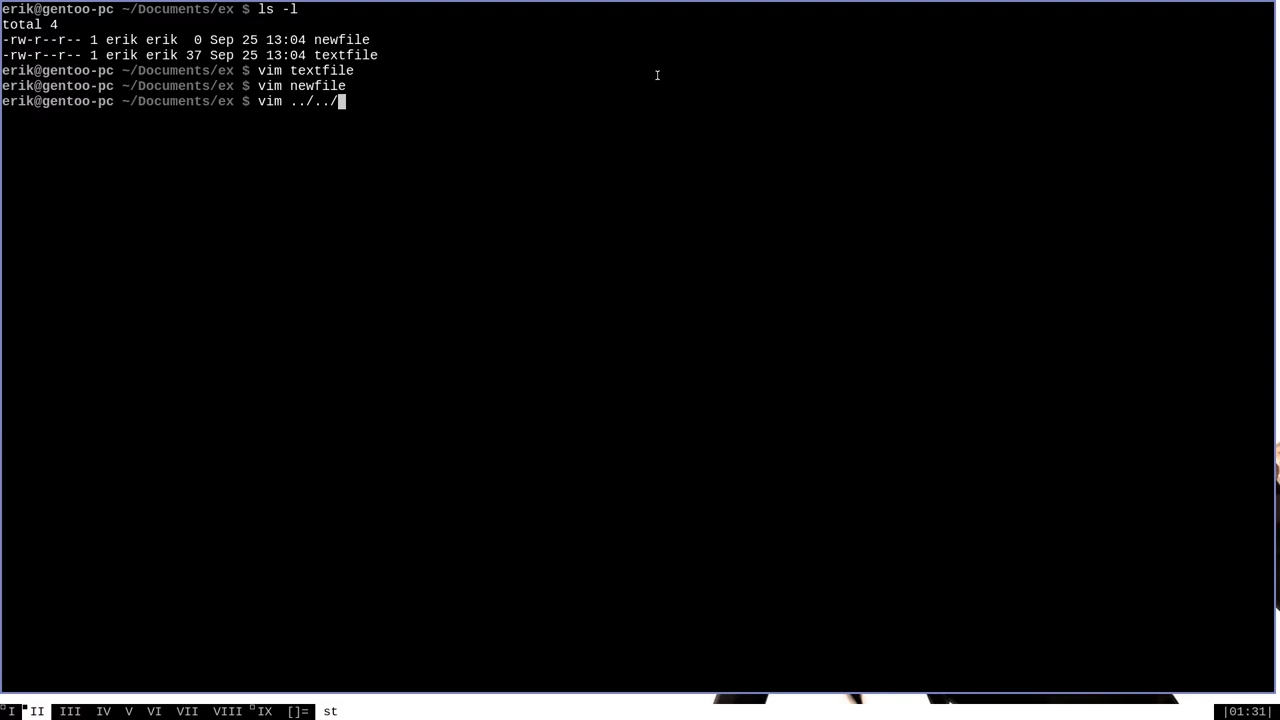 erik@gentoo-pc ~/Documents/ex $ ls -l
total 4
-rw-r--r-- 1 erik erik  0 Sep 25 13:04 newfile
-rw-r--r-- 1 erik erik 37 Sep 25 13:04 textfile
erik@gentoo-pc ~/Documents/ex $ vim textfile
erik@gentoo-pc ~/Documents/ex $ vim newfile
erik@gentoo-pc ~/Documents/ex $ vim ../../
I II III IV V VI VII VIII IX []= st |01:31|